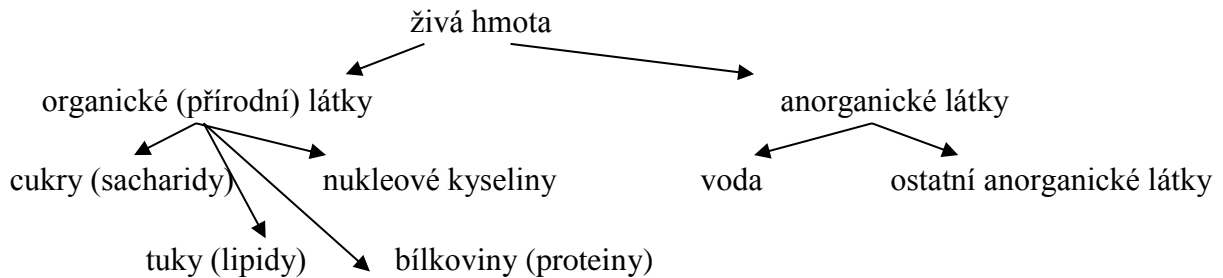 živá hmota
organické (přírodní) látky anorganické látky
cukry (sacharidy) nukleové kyseliny voda ostatní anorganické látky
tuky (lipidy) bílkoviny (proteiny)